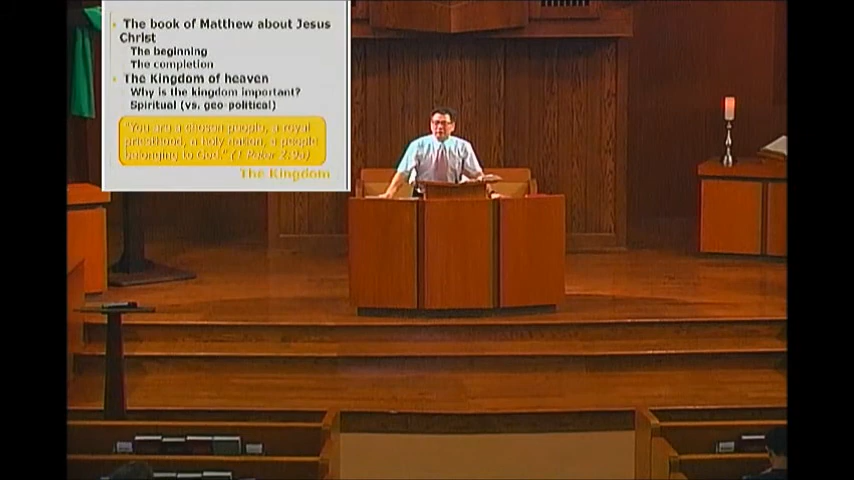 The book of Matthew about Jesus
Christ
The beginning
The completion
The Kingdom of heaven
Why is the kingdom important?
Spiritual (vs. geo-political)
"You are a chosen people, a royal
priesthood, a holy nation, a people
belonging to God." (1 Peter 2:9a)
The Kingdom